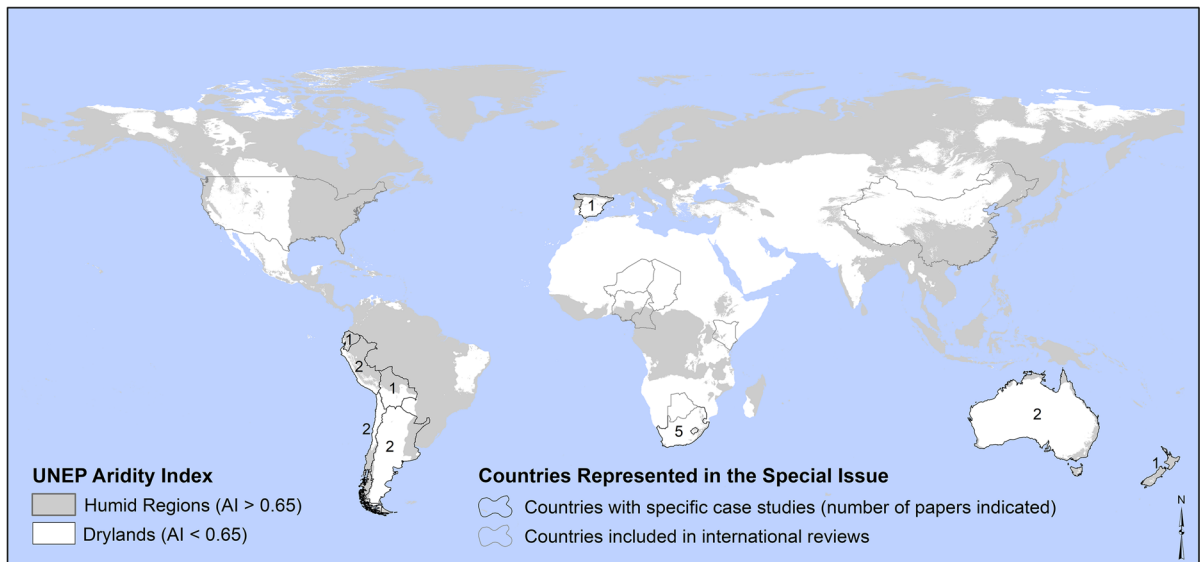 1
1
2
1
2
2
5
2
1
UNEP Aridity Index
Humid Regions (AI > 0.65)
Drylands (AI < 0.65)
Countries Represented in the Special Issue
Countries with specific case studies (number of papers indicated)
Countries included in international reviews
N